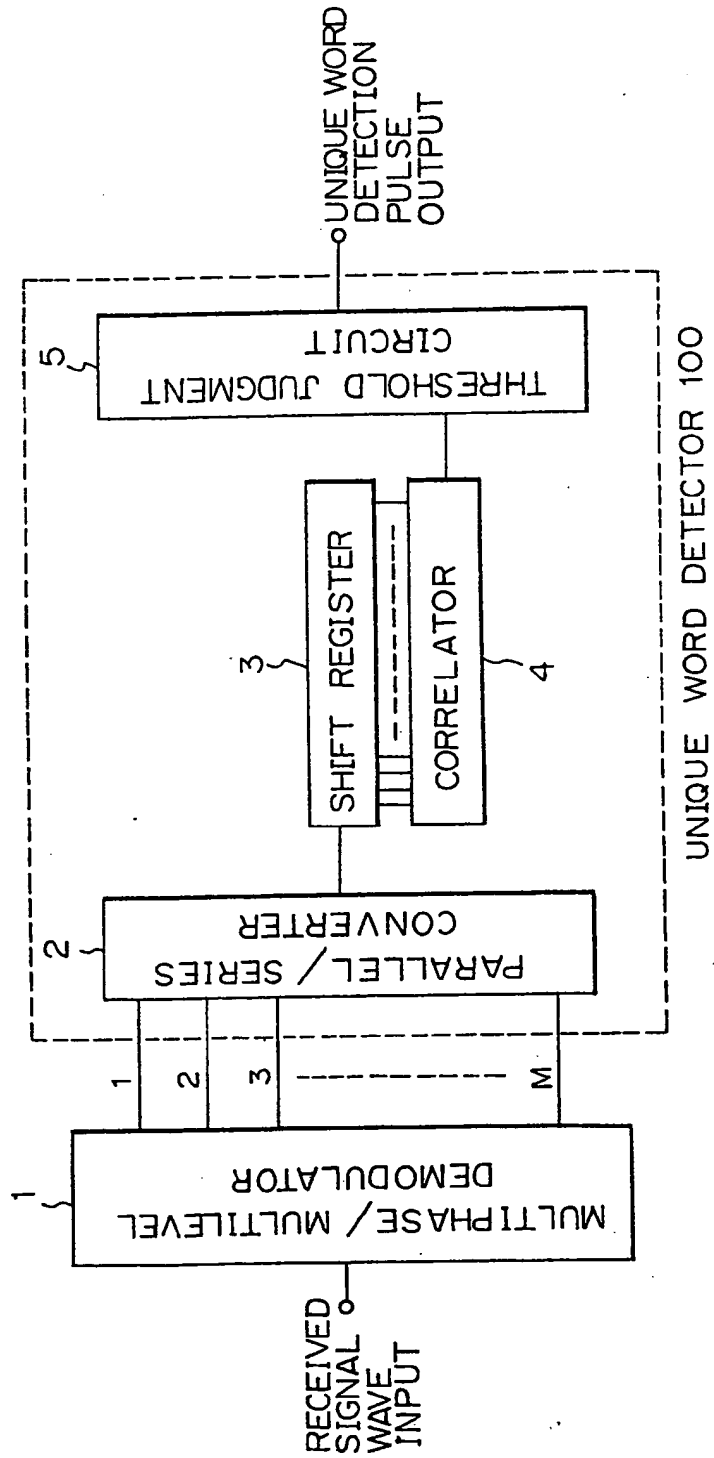 RECEIVED
SIGNAL
WAVE
INPUT
1
MULTIPHASE/MULTILEVEL
DEMODULATOR
1
2
3
M
2
PARALLEL/SERIES
CONVERTER
3
SHIFT REGISTER
CORRELATOR
4
5
THRESHOLD JUDGMENT
CIRCUIT
UNIQUE WORD
DETECTION
PULSE
OUTPUT
UNIQUE WORD DETECTOR 100